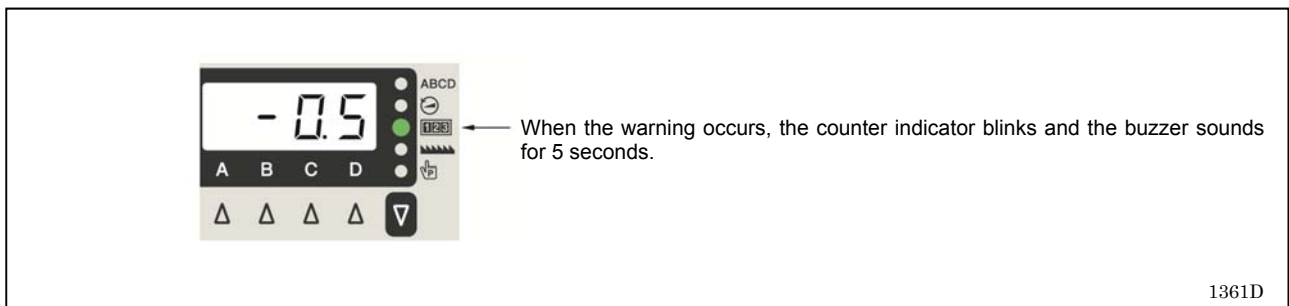 - 0.5
ABCD
123
A B C D
P
When the warning occurs, the counter indicator blinks and the buzzer sounds
for 5 seconds.
1361D